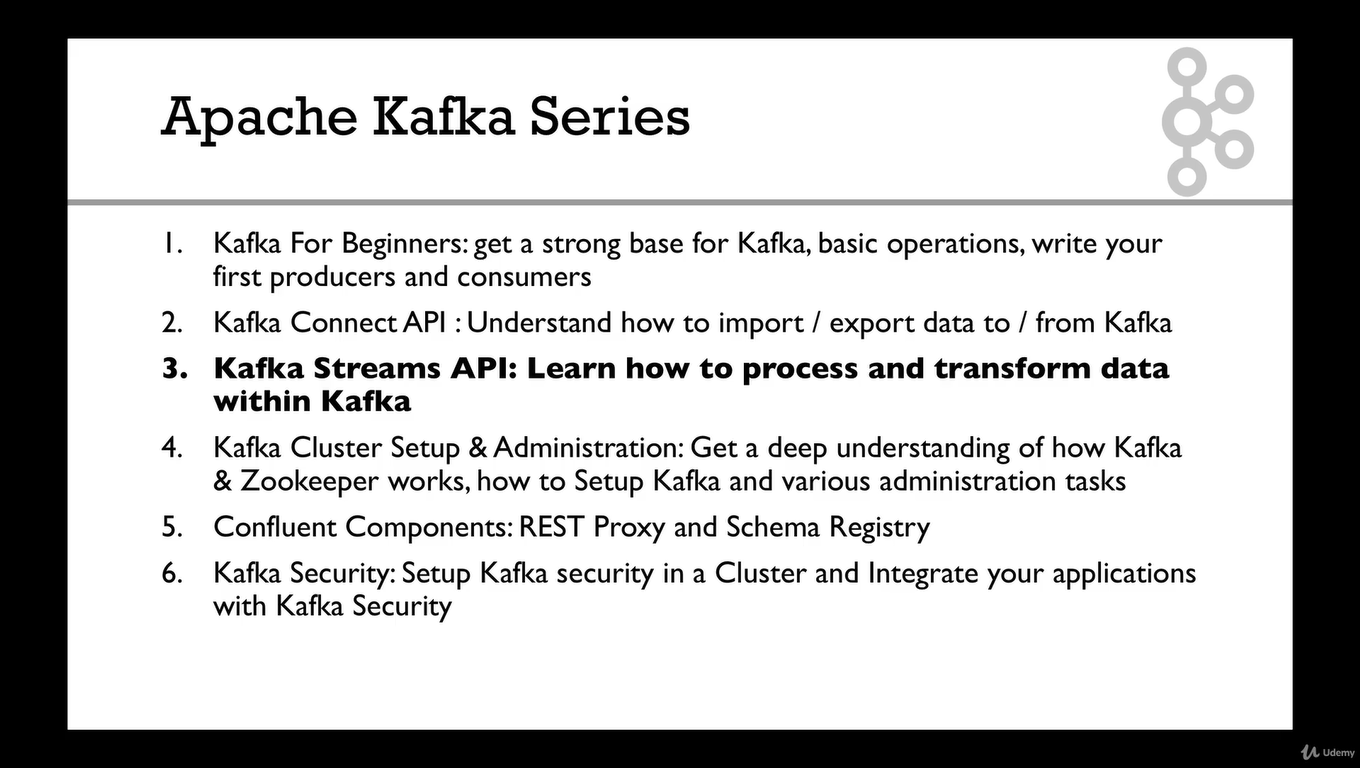 Apache Kafka Series
1. Kafka For Beginners: get a strong base for Kafka, basic operations, write your
first producers and consumers
2. Kafka Connect API : Understand how to import / export data to / from Kafka
3. Kafka Streams API: Learn how to process and transform data
within Kafka
4. Kafka Cluster Setup & Administration: Get a deep understanding of how Kafka
& Zookeeper works, how to Setup Kafka and various administration tasks
5. Confluent Components: REST Proxy and Schema Registry
6. Kafka Security: Setup Kafka security in a Cluster and Integrate your applications
with Kafka Security
Udemy